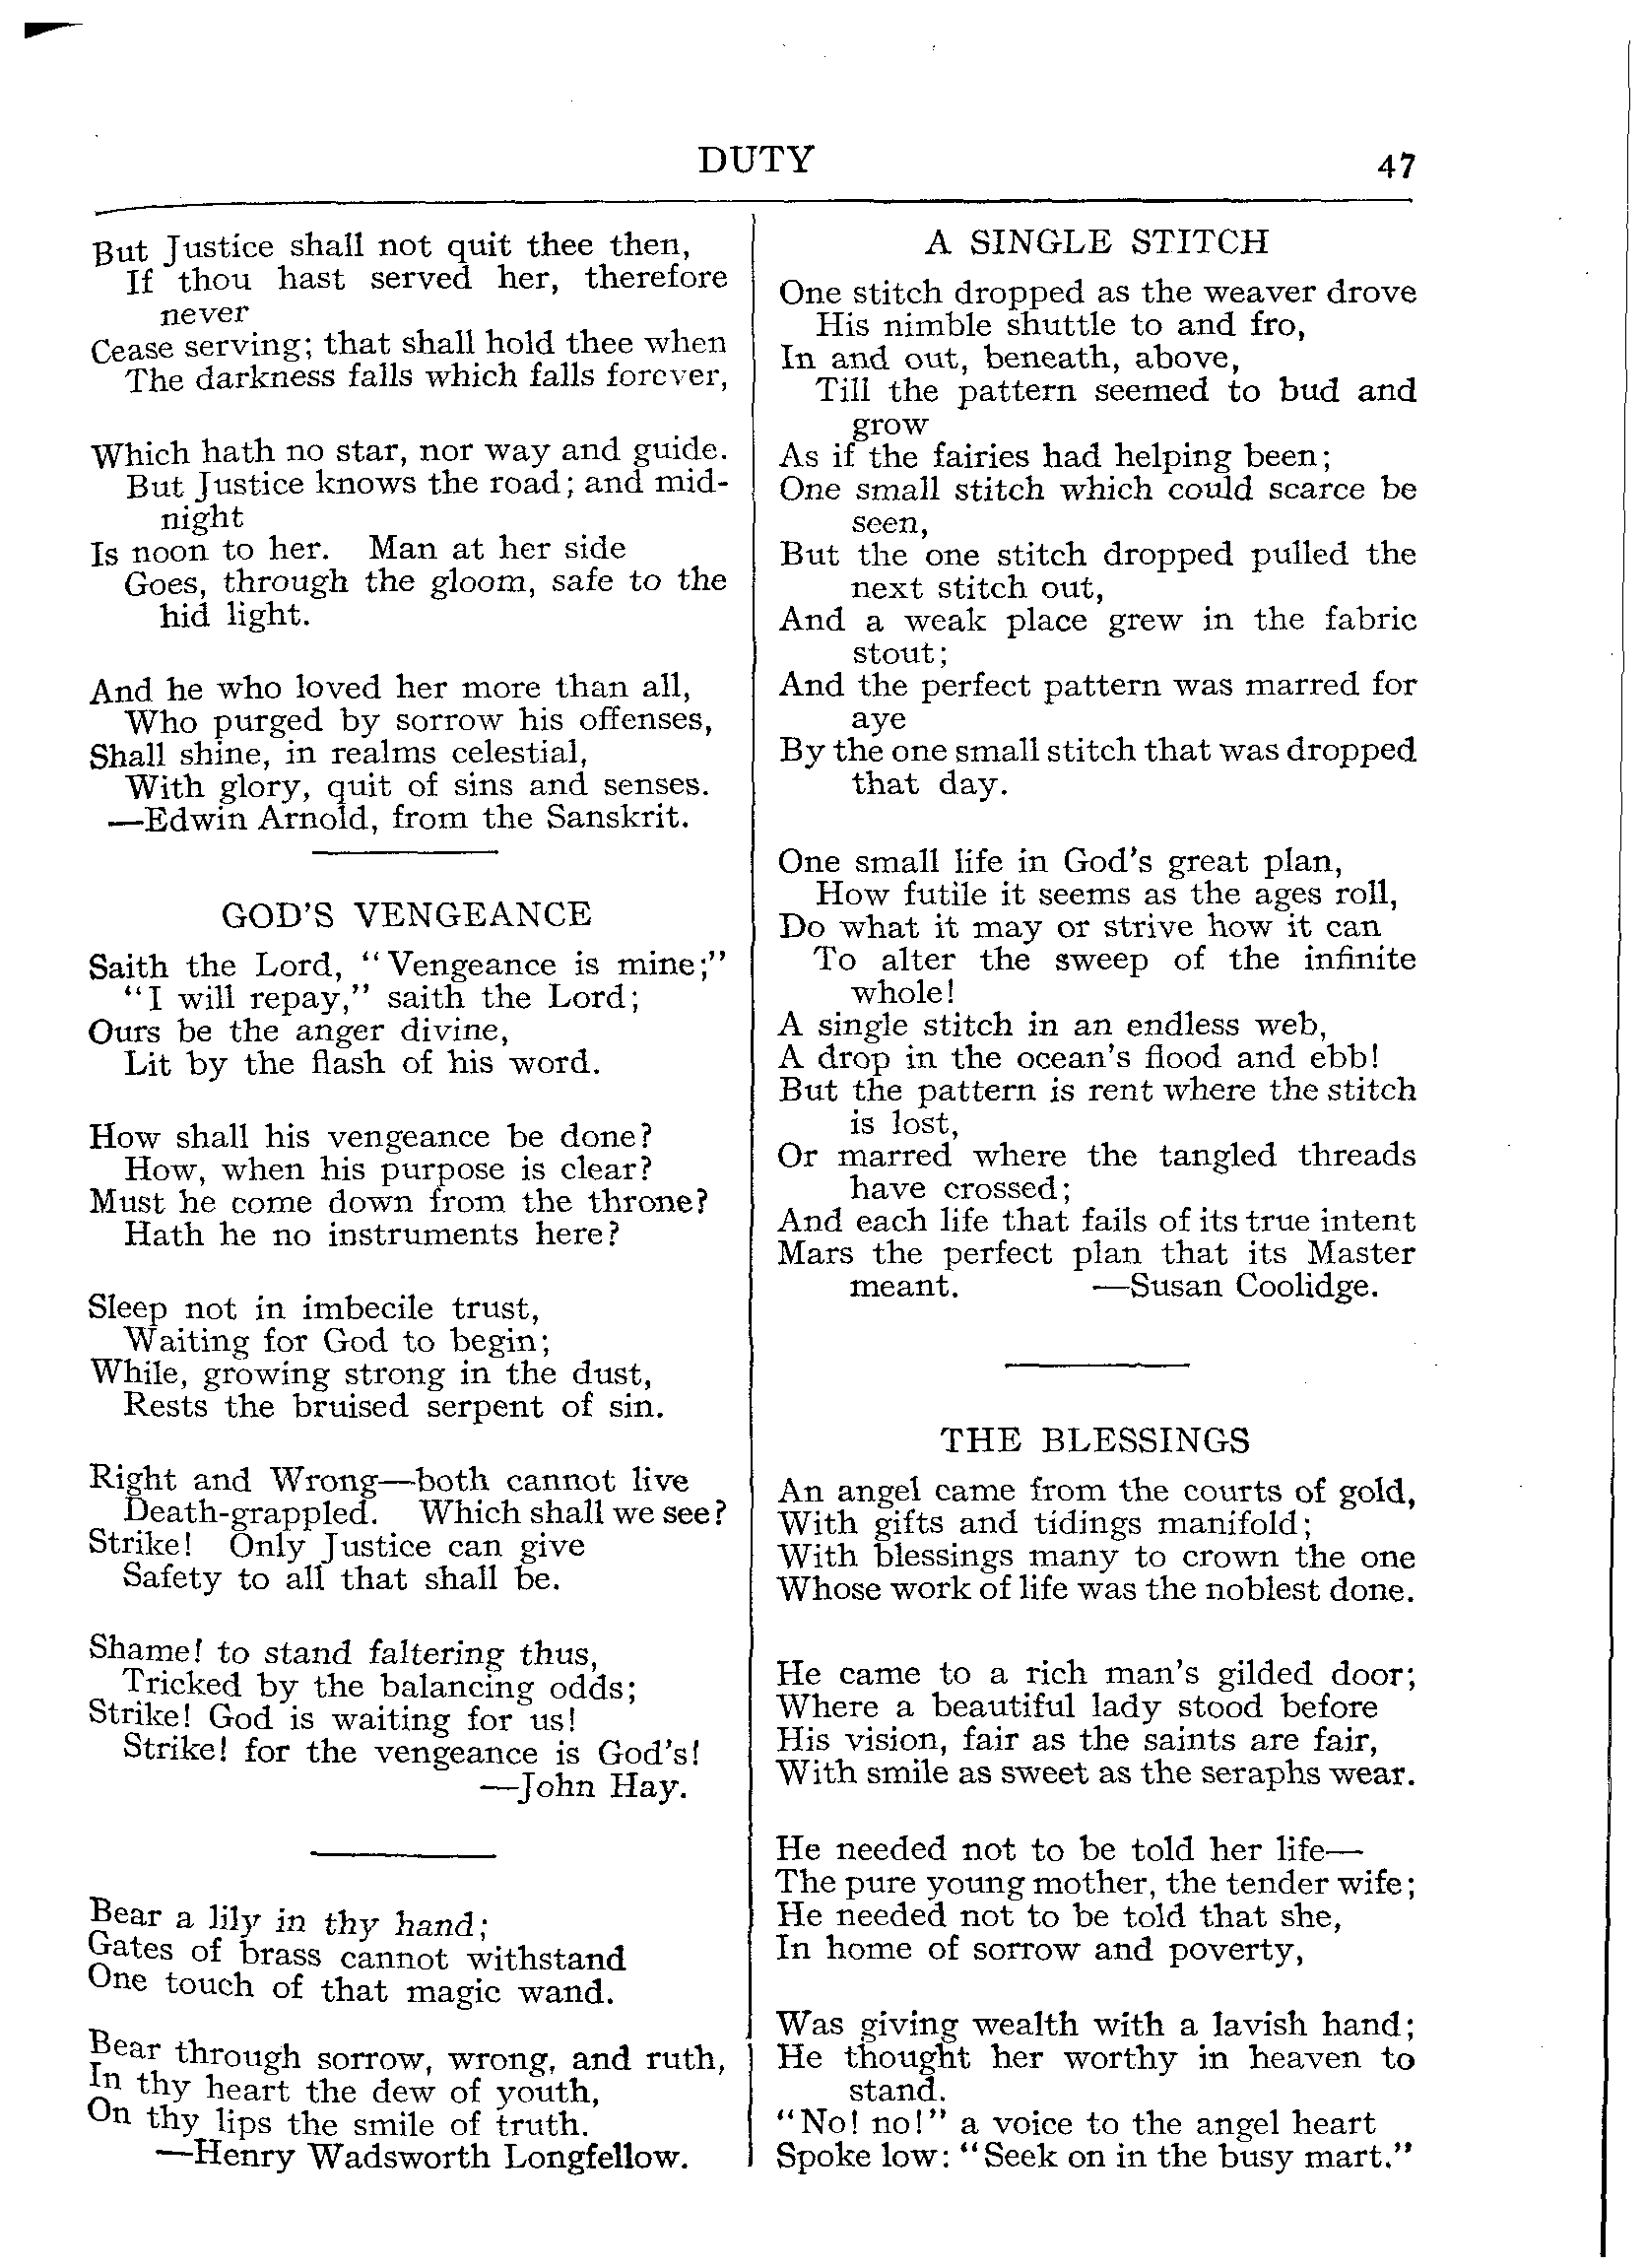 DUTY
47
But Justice shall not quit thee then,
If thou hast served her, therefore
never
Cease serving; that shall hold thee when
The darkness falls which falls forever,
Which hath no star, nor way and guide.
But Justice knows the road; and mid-
night
Is noon to her. Man at her side
Goes, through the gloom, safe to the
hid light.
And he who loved her more than all,
Who purged by sorrow his offenses,
Shall shine, in realms celestial,
With glory, quit of sins and senses.
—Edwin Arnold, from the Sanskrit.
GOD'S VENGEANCE
Saith the Lord, "Vengeance is mine;"
"I will repay," saith the Lord;
Ours be the anger divine,
Lit by the flash of his word.
How shall his vengeance be done?
How, when his purpose is clear?
Must he come down from the throne?
Hath he no instruments here?
Sleep not in imbecile trust,
Waiting for God to begin;
While, growing strong in the dust,
Rests the bruised serpent of sin.
Right and Wrong—both cannot live
Death-grappled. Which shall we see?
Strike! Only Justice can give
Safety to all that shall be.
Shame! to stand faltering thus,
Tricked by the balancing odds;
Strike! God is waiting for us!
Strike! for the vengeance is God's!
—John Hay.
Bear a lily in thy hand;
Gates of brass cannot withstand
One touch of that magic wand.
Bear through sorrow, wrong, and ruth,
In thy heart the dew of youth,
On thy lips the smile of truth.
—Henry Wadsworth Longfellow.
A SINGLE STITCH
One stitch dropped as the weaver drove
His nimble shuttle to and fro,
In and out, beneath, above,
Till the pattern seemed to bud and
grow
As if the fairies had helping been;
One small stitch which could scarce be
seen,
But the one stitch dropped pulled the
next stitch out,
And a weak place grew in the fabric
stout;
And the perfect pattern was marred for
aye
By the one small stitch that was dropped
that day.
One small life in God's great plan,
How futile it seems as the ages roll,
Do what it may or strive how it can
To alter the sweep of the infinite
whole!
A single stitch in an endless web,
A drop in the ocean's flood and ebb!
But the pattern is rent where the stitch
is lost,
Or marred where the tangled threads
have crossed;
And each life that fails of its true intent
Mars the perfect plan that its Master
meant. —Susan Coolidge.
THE BLESSINGS
An angel came from the courts of gold,
With gifts and tidings manifold;
With blessings many to crown the one
Whose work of life was the noblest done.
He came to a rich man's gilded door;
Where a beautiful lady stood before
His vision, fair as the saints are fair,
With smile as sweet as the seraphs wear.
He needed not to be told her life—
The pure young mother, the tender wife;
He needed not to be told that she,
In home of sorrow and poverty,
Was giving wealth with a lavish hand;
He thought her worthy in heaven to
stand.
"No! no!" a voice to the angel heart
Spoke low: "Seek on in the busy mart."